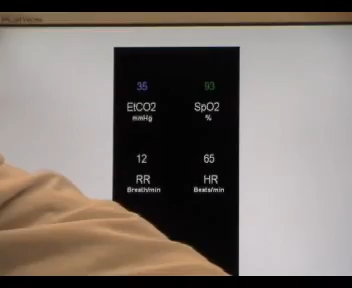 35 93
EtCO2 SpO2
mmHg %
12 65
RR HR
Breath/min Beats/min